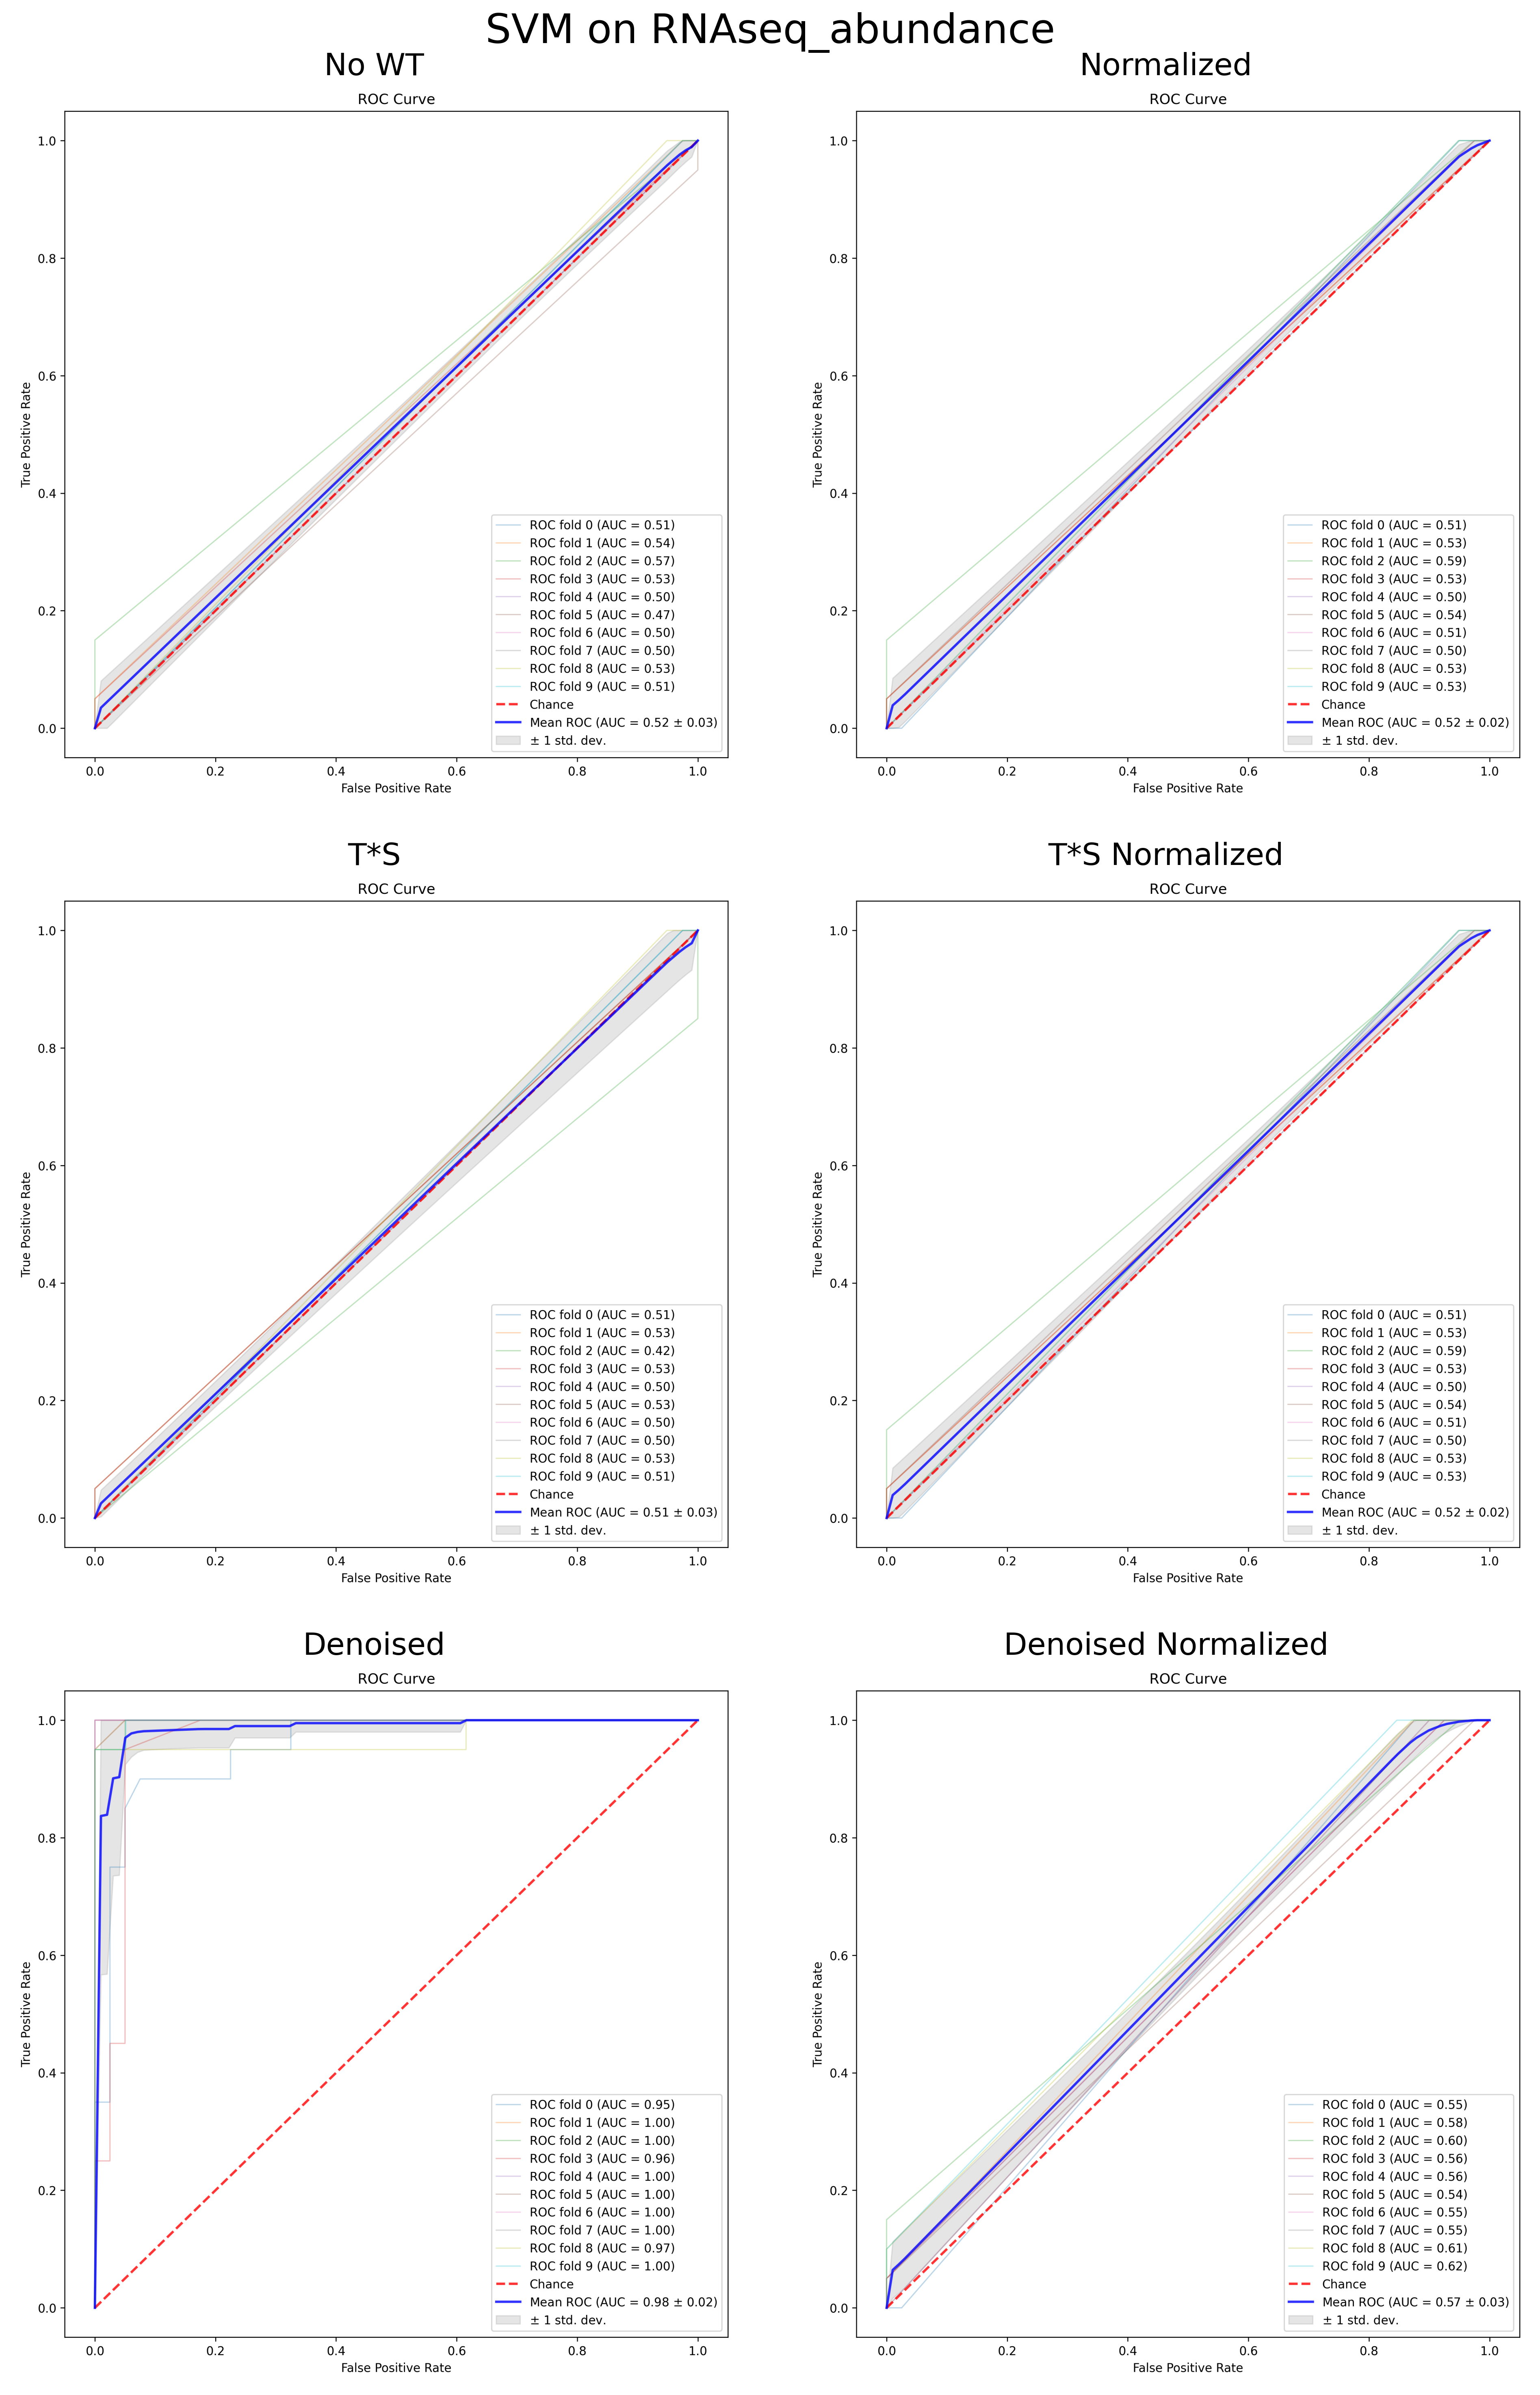 SVM on RNAseq_abundance
No WT
ROC Curve
True Positive Rate
1.0
0.8
0.6
0.4
0.2
0.0
ROC fold 0 (AUC = 0.51)
ROC fold 1 (AUC = 0.54)
ROC fold 2 (AUC = 0.57)
ROC fold 3 (AUC = 0.53)
ROC fold 4 (AUC = 0.50)
ROC fold 5 (AUC = 0.47)
ROC fold 6 (AUC = 0.50)
ROC fold 7 (AUC = 0.50)
ROC fold 8 (AUC = 0.53)
ROC fold 9 (AUC = 0.51)
Chance
Mean ROC (AUC = 0.52 ± 0.03)
± 1 std. dev.
0.0 0.2 0.4 0.6 0.8 1.0
False Positive Rate
Normalized
ROC Curve
True Positive Rate
1.0
0.8
0.6
0.4
0.2
0.0
ROC fold 0 (AUC = 0.51)
ROC fold 1 (AUC = 0.53)
ROC fold 2 (AUC = 0.59)
ROC fold 3 (AUC = 0.53)
ROC fold 4 (AUC = 0.50)
ROC fold 5 (AUC = 0.54)
ROC fold 6 (AUC = 0.51)
ROC fold 7 (AUC = 0.50)
ROC fold 8 (AUC = 0.53)
ROC fold 9 (AUC = 0.53)
Chance
Mean ROC (AUC = 0.52 ± 0.02)
± 1 std. dev.
0.0 0.2 0.4 0.6 0.8 1.0
False Positive Rate
T*S
ROC Curve
True Positive Rate
1.0
0.8
0.6
0.4
0.2
0.0
ROC fold 0 (AUC = 0.51)
ROC fold 1 (AUC = 0.53)
ROC fold 2 (AUC = 0.42)
ROC fold 3 (AUC = 0.53)
ROC fold 4 (AUC = 0.50)
ROC fold 5 (AUC = 0.53)
ROC fold 6 (AUC = 0.50)
ROC fold 7 (AUC = 0.50)
ROC fold 8 (AUC = 0.53)
ROC fold 9 (AUC = 0.51)
Chance
Mean ROC (AUC = 0.51 ± 0.03)
± 1 std. dev.
0.0 0.2 0.4 0.6 0.8 1.0
False Positive Rate
T*S Normalized
ROC Curve
True Positive Rate
1.0
0.8
0.6
0.4
0.2
0.0
ROC fold 0 (AUC = 0.51)
ROC fold 1 (AUC = 0.53)
ROC fold 2 (AUC = 0.59)
ROC fold 3 (AUC = 0.53)
ROC fold 4 (AUC = 0.50)
ROC fold 5 (AUC = 0.54)
ROC fold 6 (AUC = 0.51)
ROC fold 7 (AUC = 0.50)
ROC fold 8 (AUC = 0.53)
ROC fold 9 (AUC = 0.53)
Chance
Mean ROC (AUC = 0.52 ± 0.02)
± 1 std. dev.
0.0 0.2 0.4 0.6 0.8 1.0
False Positive Rate
Denoised
ROC Curve
True Positive Rate
1.0
0.8
0.6
0.4
0.2
0.0
ROC fold 0 (AUC = 0.95)
ROC fold 1 (AUC = 1.00)
ROC fold 2 (AUC = 1.00)
ROC fold 3 (AUC = 0.96)
ROC fold 4 (AUC = 1.00)
ROC fold 5 (AUC = 1.00)
ROC fold 6 (AUC = 1.00)
ROC fold 7 (AUC = 1.00)
ROC fold 8 (AUC = 0.97)
ROC fold 9 (AUC = 1.00)
Chance
Mean ROC (AUC = 0.98 ± 0.02)
± 1 std. dev.
0.0 0.2 0.4 0.6 0.8 1.0
False Positive Rate
Denoised Normalized
ROC Curve
True Positive Rate
1.0
0.8
0.6
0.4
0.2
0.0
ROC fold 0 (AUC = 0.55)
ROC fold 1 (AUC = 0.58)
ROC fold 2 (AUC = 0.60)
ROC fold 3 (AUC = 0.56)
ROC fold 4 (AUC = 0.56)
ROC fold 5 (AUC = 0.54)
ROC fold 6 (AUC = 0.55)
ROC fold 7 (AUC = 0.55)
ROC fold 8 (AUC = 0.61)
ROC fold 9 (AUC = 0.62)
Chance
Mean ROC (AUC = 0.57 ± 0.03)
± 1 std. dev.
0.0 0.2 0.4 0.6 0.8 1.0
False Positive Rate